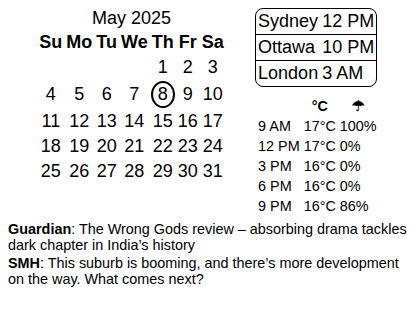 May 2025
Su Mo Tu We Th Fr Sa
1 2 3
4 5 6 7 8 9 10
11 12 13 14 15 16 17
18 19 20 21 22 23 24
25 26 27 28 29 30 31
Sydney 12 PM
Ottawa 10 PM
London 3 AM
°C ☂
9 AM 17°C 100%
12 PM 17°C 0%
3 PM 16°C 0%
6 PM 16°C 0%
9 PM 16°C 86%
Guardian: The Wrong Gods review – absorbing drama tackles
dark chapter in India’s history
SMH: This suburb is booming, and there’s more development
on the way. What comes next?